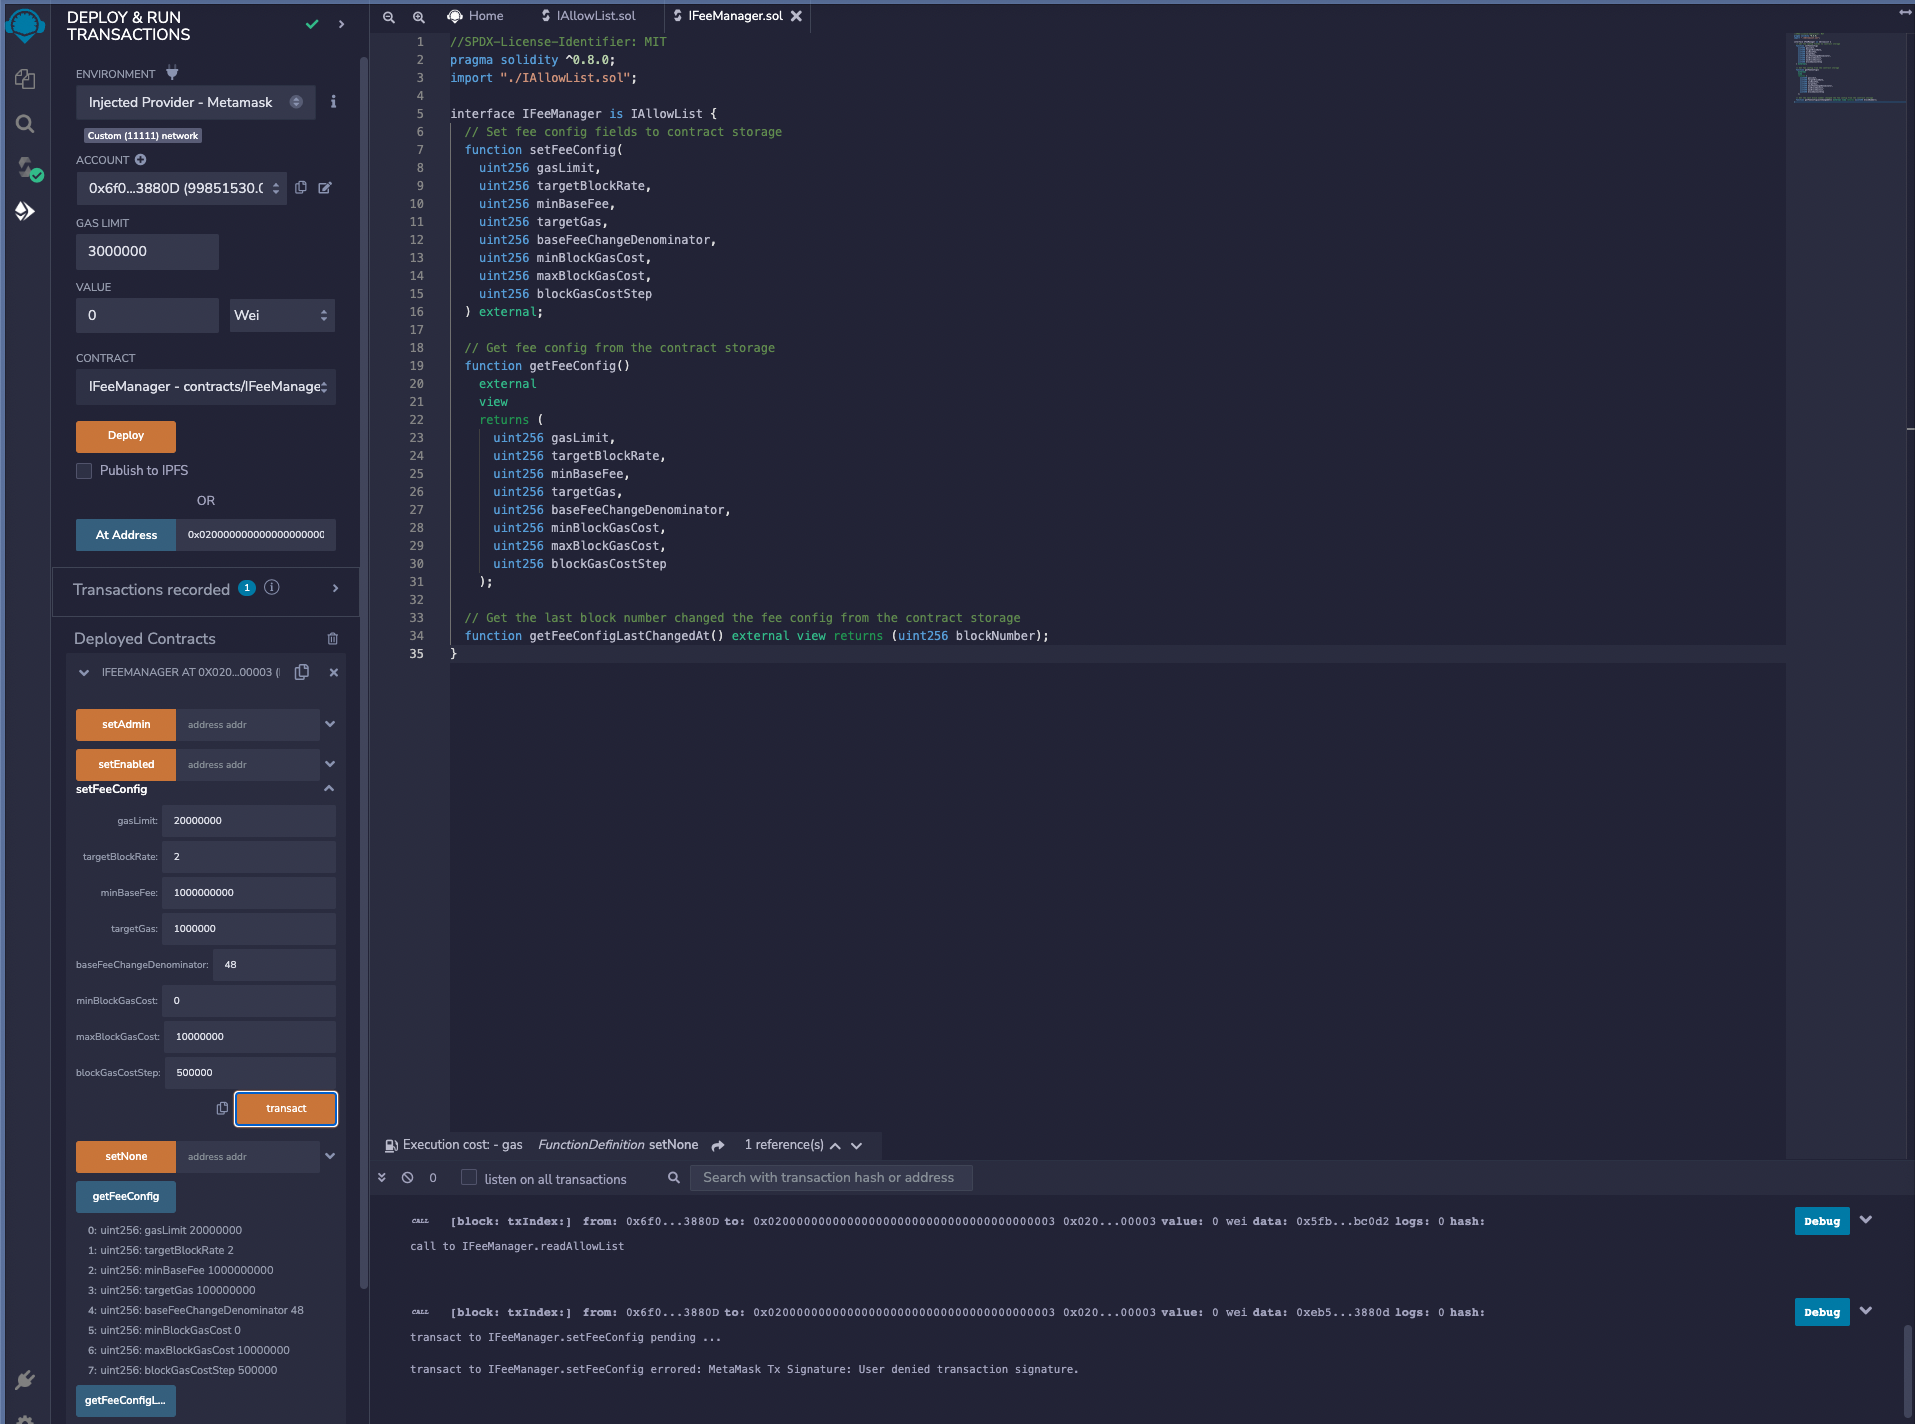 DEPLOY & RUN
TRANSACTIONS
ENVIRONMENT
Injected Provider - Metamask
Custom (11111) network
ACCOUNT
0x6f0...3880D (99851530.
GAS LIMIT
3000000
VALUE
0
Wei
CONTRACT
IFeeManager - contracts/IFeeManage
Deploy
Publish to IPFS
OR
At Address
Transactions recorded 1
Deployed Contracts
IFEEMANAGER AT 0X020...00003 (
setAdmin
address addr
setEnabled
address addr
setFeeConfig
gasLimit: 20000000
targetBlockRate: 2
minBaseFee: 1000000000
targetGas: 1000000
baseFeeChangeDenominator: 48
minBlockGasCost: 0
maxBlockGasCost: 10000000
blockGasCostStep: 500000
transact
setNone
address addr
getFeeConfig
0: uint256: gasLimit 20000000
1: uint256: targetBlockRate 2
2: uint256: minBaseFee 1000000000
3: uint256: targetGas 100000000
4: uint256: baseFeeChangeDenominator 48
5: uint256: minBlockGasCost 0
6: uint256: maxBlockGasCost 10000000
7: uint256: blockGasCostStep 500000
getFeeConfigL...
Home
IAllowList.sol
IFeeManager.sol
1 //SPDX-License-Identifier: MIT
2 pragma solidity ^0.8.0;
3 import "./IAllowList.sol";
4
5 interface IFeeManager is IAllowList {
6 // Set fee config fields to contract storage
7 function setFeeConfig(
8 uint256 gasLimit,
9 uint256 targetBlockRate,
10 uint256 minBaseFee,
11 uint256 targetGas,
12 uint256 baseFeeChangeDenominator,
13 uint256 minBlockGasCost,
14 uint256 maxBlockGasCost,
15 uint256 blockGasCostStep
16 ) external;
17
18 // Get fee config from the contract storage
19 function getFeeConfig()
20 external
21 view
22 returns (
23 uint256 gasLimit,
24 uint256 targetBlockRate,
25 uint256 minBaseFee,
26 uint256 targetGas,
27 uint256 baseFeeChangeDenominator,
28 uint256 minBlockGasCost,
29 uint256 maxBlockGasCost,
30 uint256 blockGasCostStep
31 );
32
33 // Get the last block number changed the fee config from the contract storage
34 function getFeeConfigLastChangedAt() external view returns (uint256 blockNumber);
35 }
Execution cost: - gas FunctionDefinition setNone 1 reference(s)
0 listen on all transactions Search with transaction hash or address
CALL [block: txIndex:] from: 0x6f0...3880D to: 0x0200000000000000000000000000000000000003 0x020...00003 value: 0 wei data: 0x5fb...bc0d2 logs: 0 hash: Debug
call to IFeeManager.readAllowList
CALL [block: txIndex:] from: 0x6f0...3880D to: 0x0200000000000000000000000000000000000003 0x020...00003 value: 0 wei data: 0xeb5...3880d logs: 0 hash: Debug
transact to IFeeManager.setFeeConfig pending ...
transact to IFeeManager.setFeeConfig errored: MetaMask Tx Signature: User denied transaction signature.